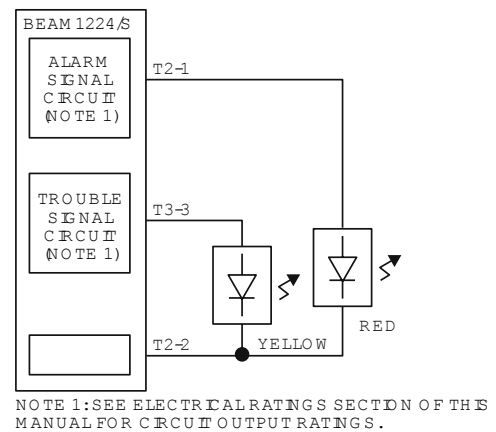 BEAM 1224/S
ALARM
SIGNAL
CIRCUIT
(NOTE 1)
T2-1
TROUBLE
SIGNAL
CIRCUIT
(NOTE 1)
T3-3
RED
T2-2
YELLOW
NOTE 1: SEE ELECTRICAL RATINGS SECTION OF THIS
MANUAL FOR CIRCUIT OUTPUT RATINGS.